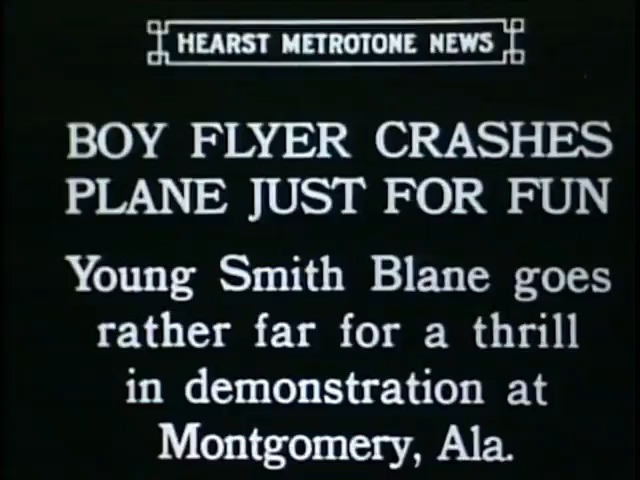 HEARST METROTONE NEWS
BOY FLYER CRASHES
PLANE JUST FOR FUN
Young Smith Blane goes
rather far for a thrill
in demonstration at
Montgomery, Ala.